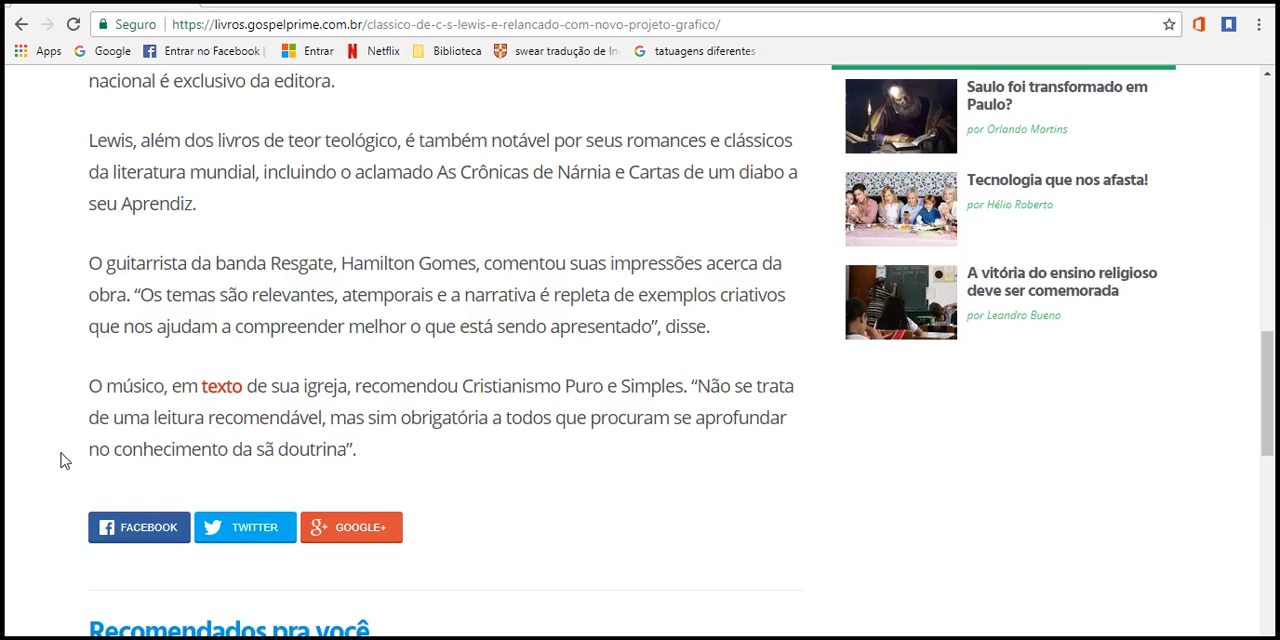 Seguro | https://livros.gospelprime.com.br/classico-de-c-s-lewis-e-relancado-com-novo-projeto-grafico/
Apps Google Entrar no Facebook | Entrar Netflix Biblioteca swear tradução de In tatuagens diferentes
nacional é exclusivo da editora.
Lewis, além dos livros de teor teológico, é também notável por seus romances e clássicos
da literatura mundial, incluindo o aclamado As Crônicas de Nárnia e Cartas de um diabo a
seu Aprendiz.
O guitarrista da banda Resgate, Hamilton Gomes, comentou suas impressões acerca da
obra. “Os temas são relevantes, atemporais e a narrativa é repleta de exemplos criativos
que nos ajudam a compreender melhor o que está sendo apresentado”, disse.
O músico, em texto de sua igreja, recomendou Cristianismo Puro e Simples. “Não se trata
de uma leitura recomendável, mas sim obrigatória a todos que procuram se aprofundar
no conhecimento da sã doutrina”.
FACEBOOK TWITTER GOOGLE+
Recomendados pra você
Saulo foi transformado em
Paulo?
por Orlando Martins
Tecnologia que nos afasta!
por Hélio Roberto
A vitória do ensino religioso
deve ser comemorada
por Leandro Bueno